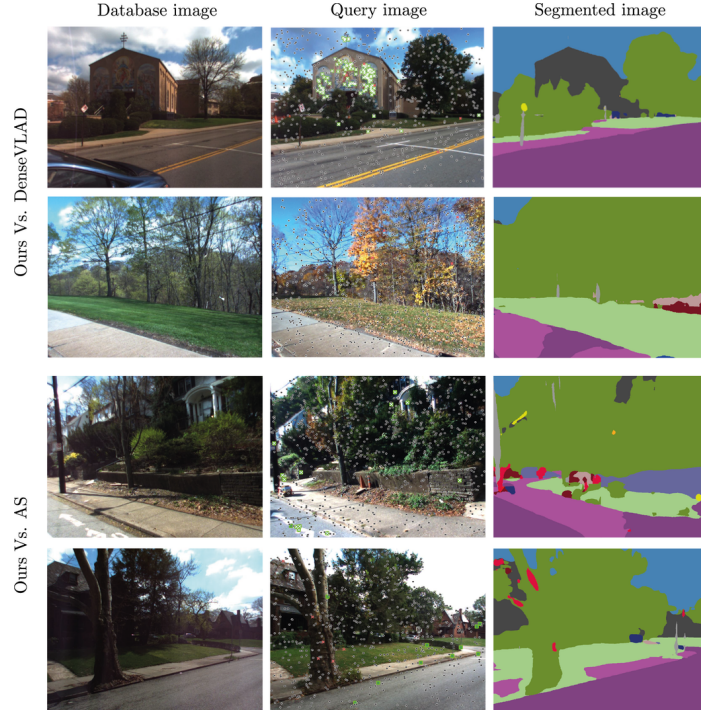 Database image Query image Segmented image
Ours Vs. DenseVLAD
Ours Vs. AS